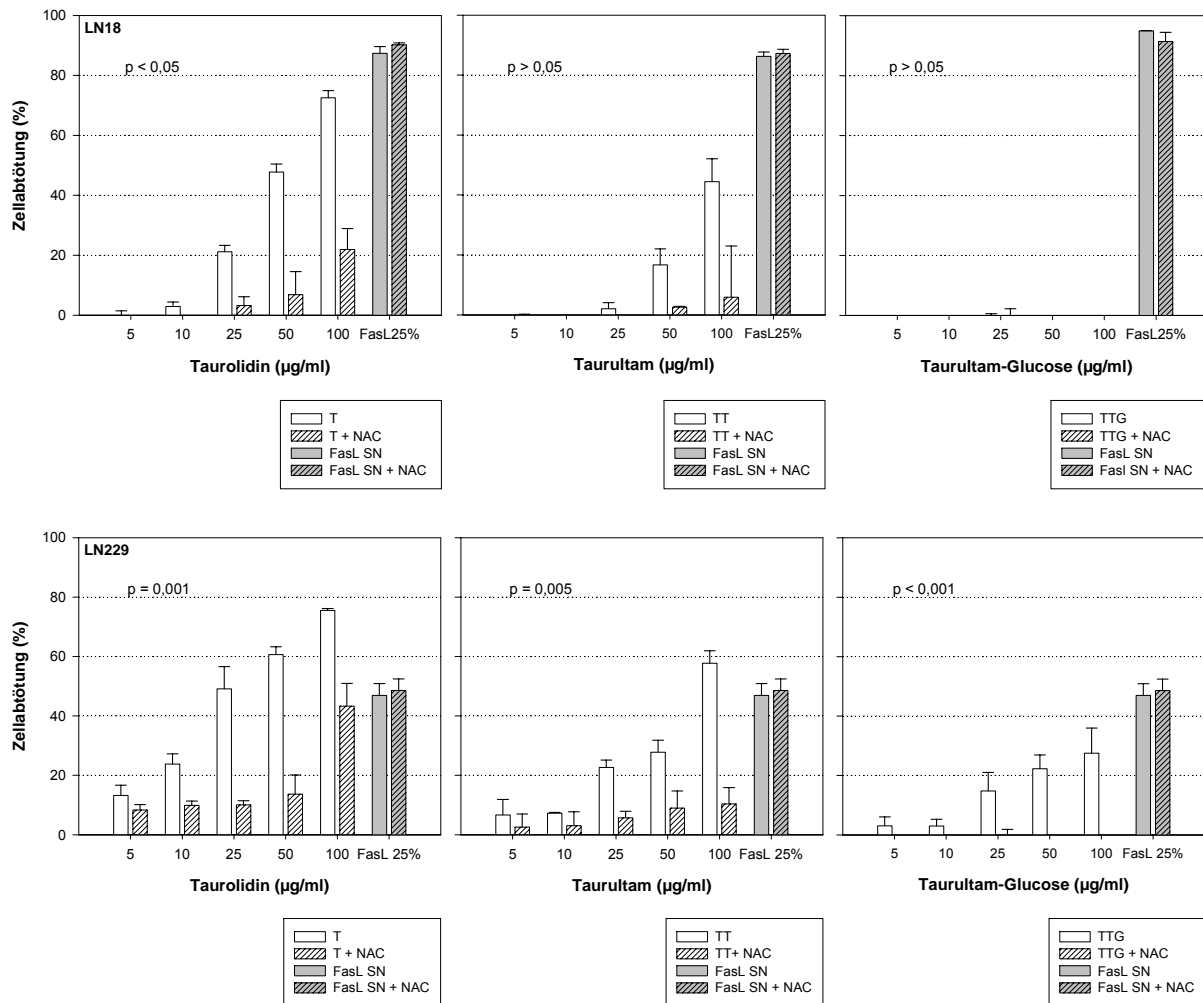 LN18
p < 0,05
p > 0,05
p > 0,05
Zellabtötung (%)
100
80
60
40
20
0
5 10 25 50 100 FasL25%
5 10 25 50 100 FasL25%
5 10 25 50 100 FasL25%
Taurolidin (µg/ml)
Taurultam (µg/ml)
Taurultam-Glucose (µg/ml)
T
T + NAC
FasL SN
FasL SN + NAC
TT
TT + NAC
FasL SN
FasL SN + NAC
TTG
TTG + NAC
FasL SN
Fasl SN + NAC
LN229
p = 0,001
p = 0,005
p < 0,001
Zellabtötung (%)
100
80
60
40
20
0
5 10 25 50 100 FasL 25%
5 10 25 50 100 FasL 25%
5 10 25 50 100 FasL 25%
Taurolidin (µg/ml)
Taurultam (µg/ml)
Taurultam-Glucose (µg/ml)
T
T + NAC
FasL SN
FasL SN + NAC
TT
TT+ NAC
FasL SN
FasL SN + NAC
TTG
TTG + NAC
FasL SN
FasL SN + NAC